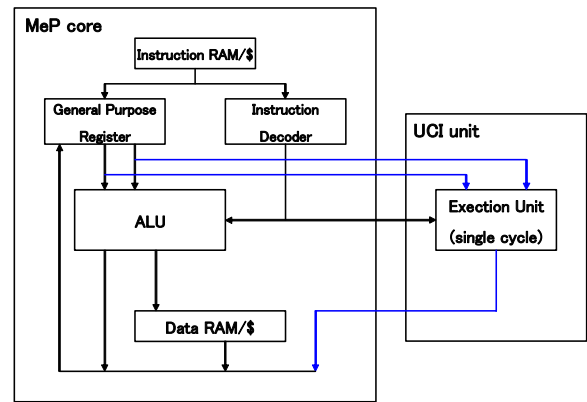 MeP core
Instruction RAM/$
General Purpose
Register
Instruction
Decoder
UCI unit
ALU
Exection Unit
(single cycle)
Data RAM/$